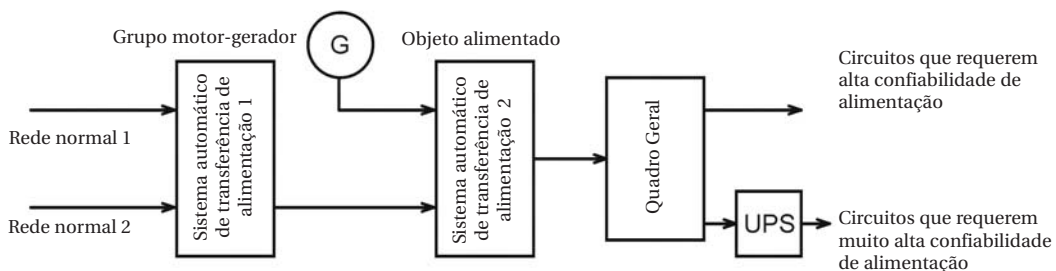 Grupo motor-gerador
G
Objeto alimentado
Rede normal 1
Rede normal 2
Sistema automático
de transferência de
alimentação 1
Sistema automático
de transferência de
alimentação 2
Quadro Geral
UPS
Circuitos que requerem
alta confiabilidade de
alimentação
Circuitos que requerem
muito alta confiabilidade
de alimentação